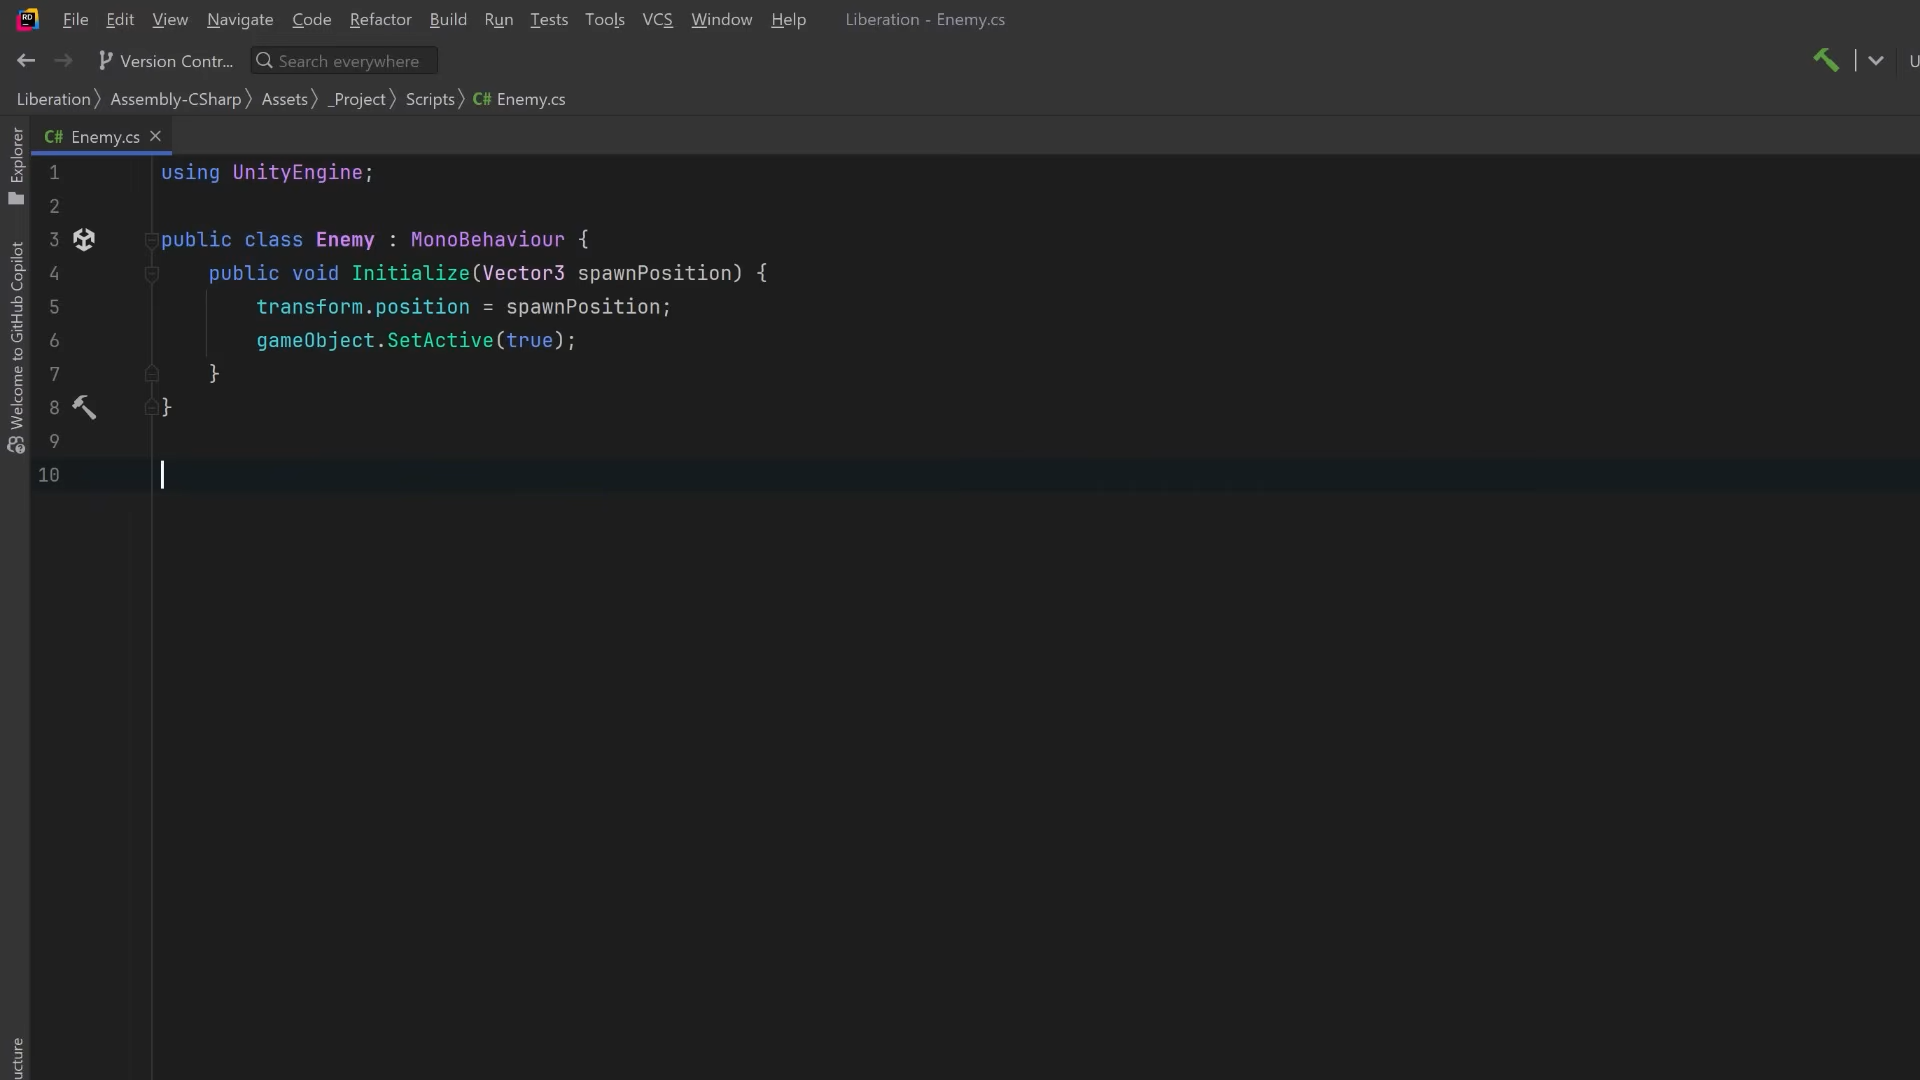 File Edit View Navigate Code Refactor Build Run Tests Tools VCS Window Help Liberation - Enemy.cs
Version Contr... Search everywhere
Liberation Assembly-CSharp Assets _Project Scripts C# Enemy.cs
C# Enemy.cs
Explorer
Welcome to GitHub Copilot
1 using UnityEngine;
2
3 public class Enemy : MonoBehaviour {
4 public void Initialize(Vector3 spawnPosition) {
5 transform.position = spawnPosition;
6 gameObject.SetActive(true);
7 }
8 }
9
10